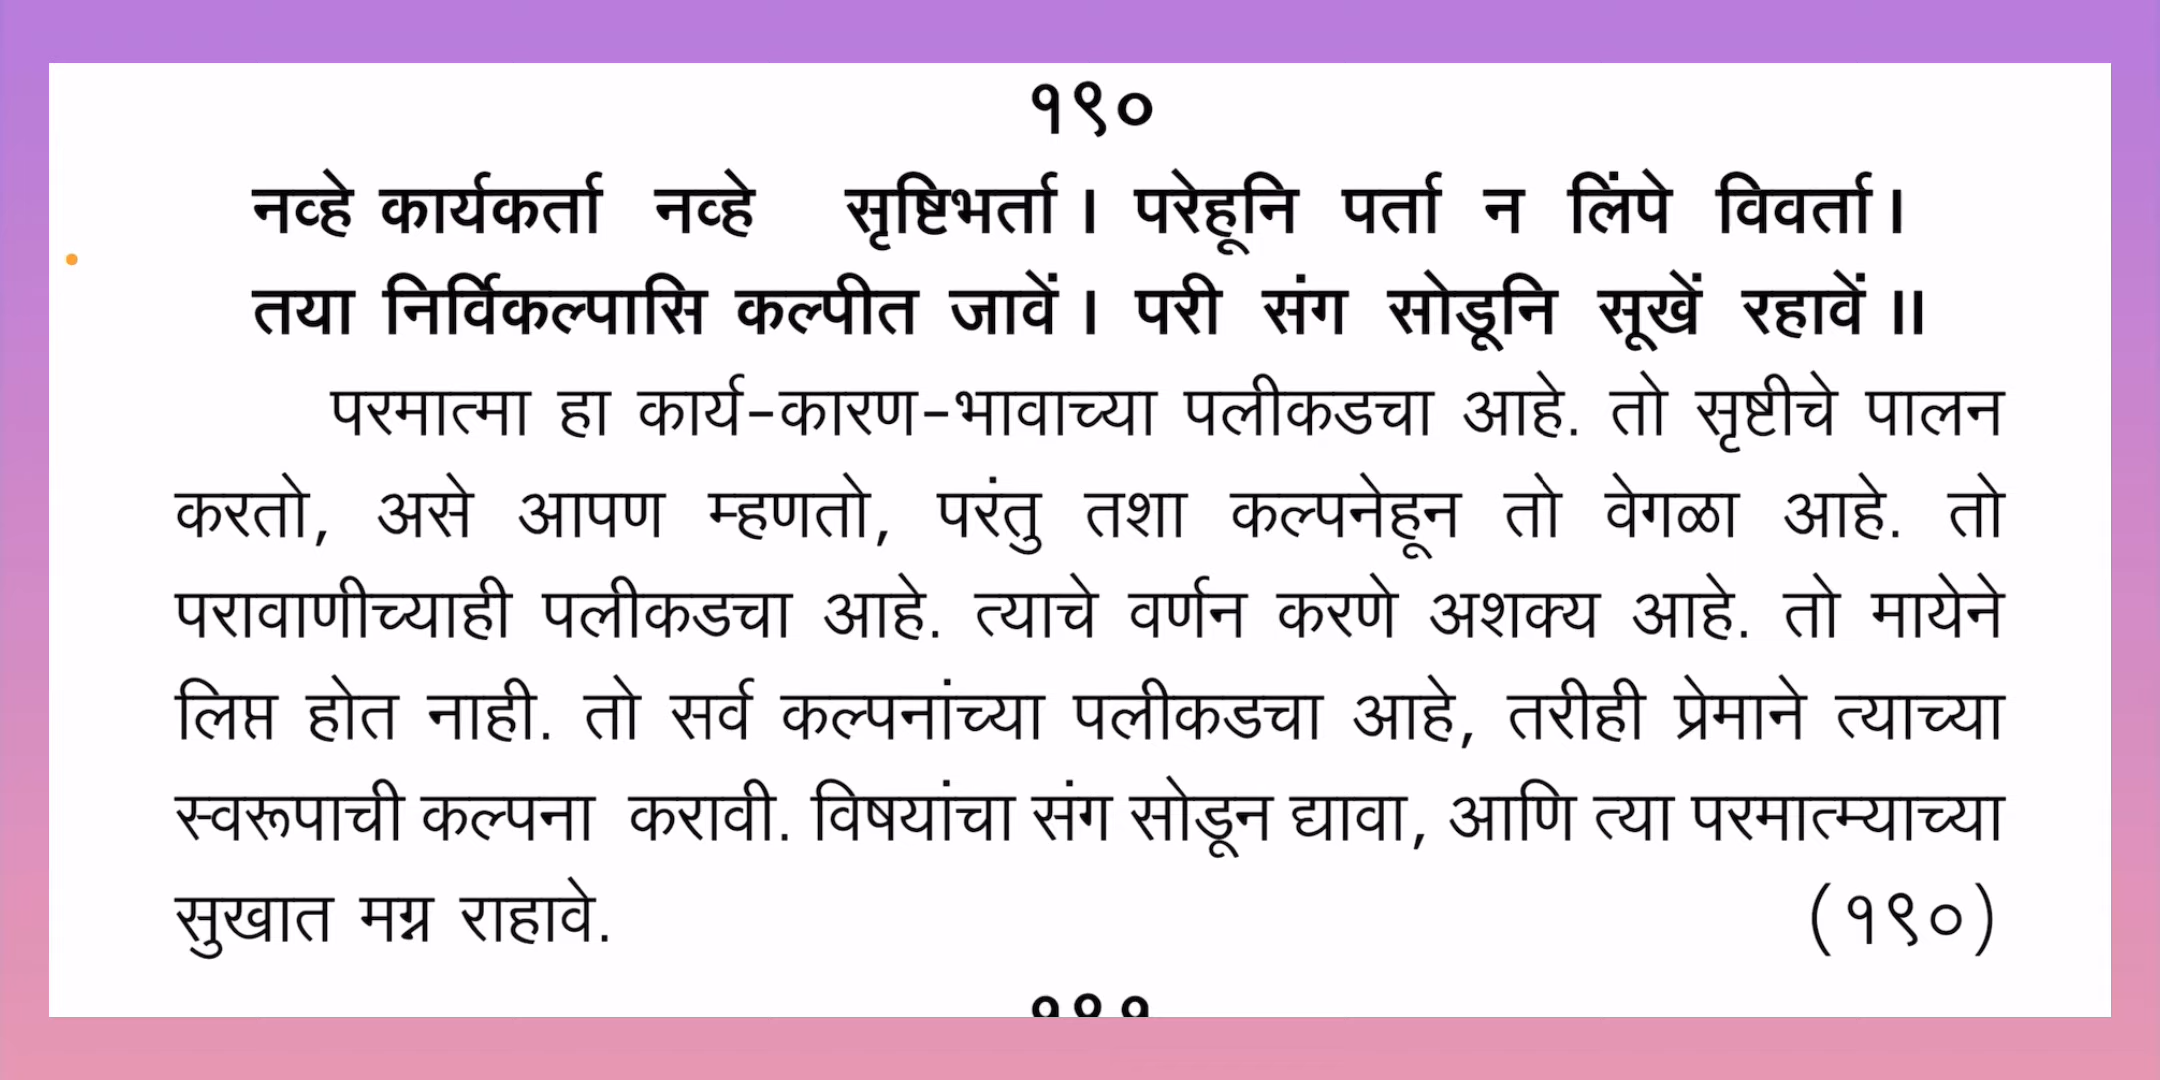 १९०
नव्हे कार्यकर्ता नव्हे सृष्टिभर्ता । परेहूनि पर्ता न लिंपे विवर्ता ।
तया निर्विकल्पासि कल्पीत जावें । परी संग सोडूनि सूखें रहावें ॥
परमात्मा हा कार्य-कारण-भावाच्या पलीकडचा आहे. तो सृष्टीचे पालन
करतो, असे आपण म्हणतो, परंतु तशा कल्पनेहून तो वेगळा आहे. तो
परावाणीच्याही पलीकडचा आहे. त्याचे वर्णन करणे अशक्य आहे. तो मायेने
लिप्त होत नाही. तो सर्व कल्पनांच्या पलीकडचा आहे, तरीही प्रेमाने त्याच्या
स्वरूपाची कल्पना करावी. विषयांचा संग सोडून द्यावा, आणि त्या परमात्म्याच्या
सुखात मग्न राहावे. (१९०)